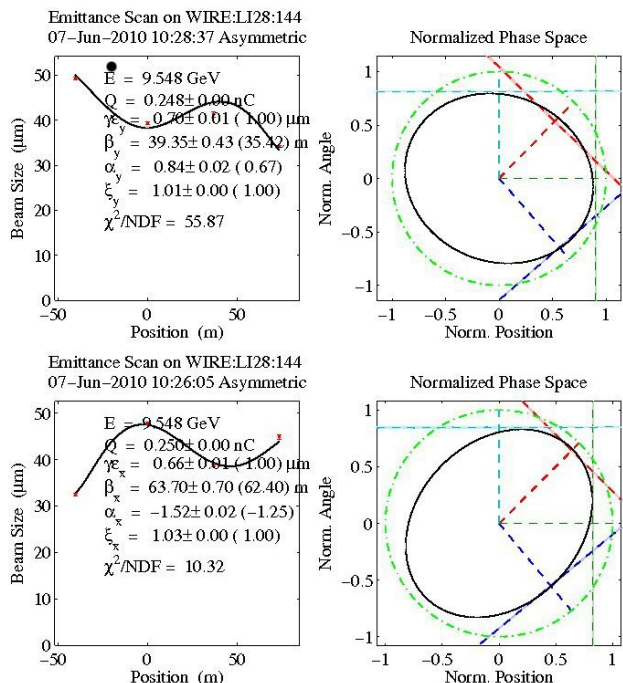 Emittance Scan on WIRE:LI28:144
07-Jun-2010 10:28:37 Asymmetric
E = 9.548 GeV
Q = 0.248± 0.00 nC
γε_y = 0.70± 0.01 ( 1.00) μm
β_y = 39.35± 0.43 (35.42) m
α_y = 0.84± 0.02 ( 0.67)
ξ_y = 1.01± 0.00 ( 1.00)
χ²/NDF = 55.87
Beam Size (μm)
50
40
30
20
10
0
−50
0
50
Position (m)
Normalized Phase Space
Norm. Angle
1
0.5
0
−0.5
−1
−1
−0.5
0
0.5
1
Norm. Position
Emittance Scan on WIRE:LI28:144
07-Jun-2010 10:26:05 Asymmetric
E = 9.548 GeV
Q = 0.250± 0.00 nC
γε_x = 0.66± 0.01 ( 1.00) μm
β_x = 63.70± 0.70 (62.40) m
α_x = −1.52± 0.02 (−1.25)
ξ_x = 1.03± 0.00 ( 1.00)
χ²/NDF = 10.32
Beam Size (μm)
50
40
30
20
10
0
−50
0
50
Position (m)
Normalized Phase Space
Norm. Angle
1
0.5
0
−0.5
−1
−1
−0.5
0
0.5
1
Norm. Position